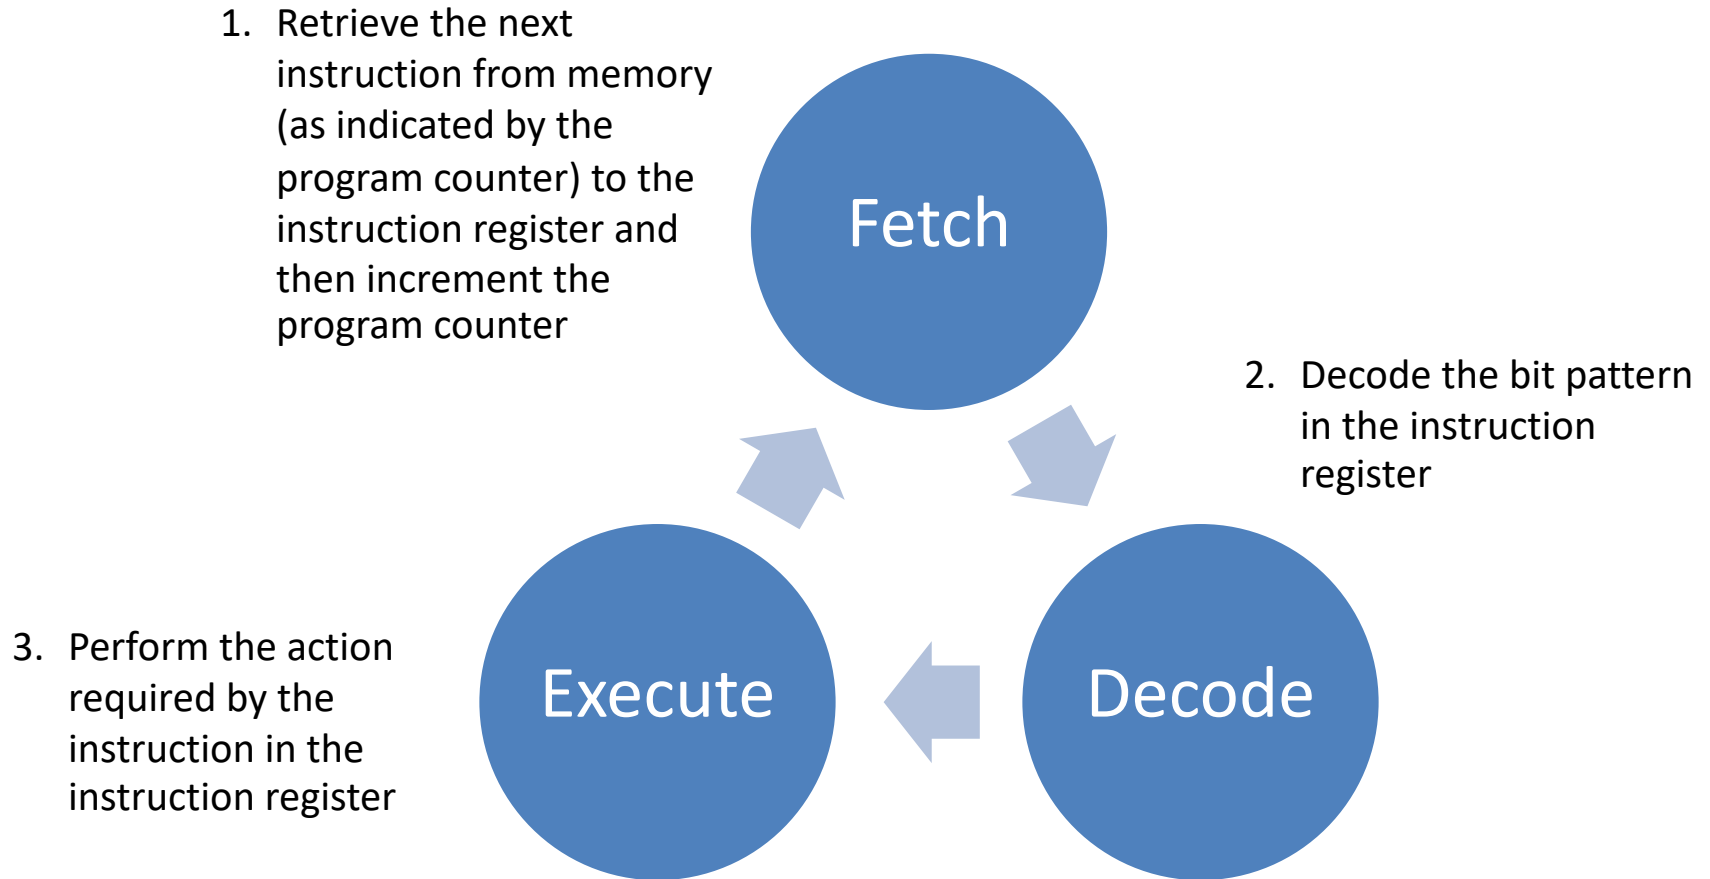 1. Retrieve the next
instruction from memory
(as indicated by the
program counter) to the
instruction register and
then increment the
program counter
Fetch
2. Decode the bit pattern
in the instruction
register
Decode
3. Perform the action
required by the
instruction in the
instruction register
Execute